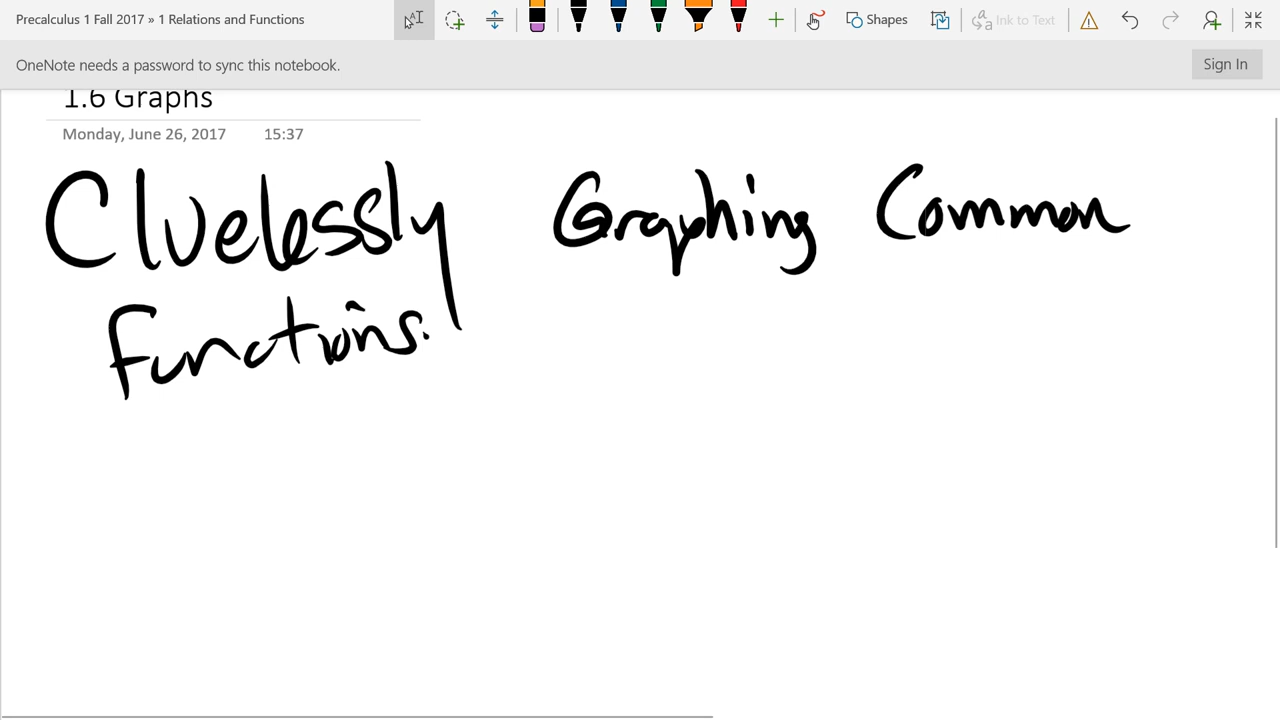 Precalculus 1 Fall 2017 » 1 Relations and Functions
Shapes
Ink to Text
OneNote needs a password to sync this notebook.
Sign In
1.6 Graphs
Monday, June 26, 2017 15:37
Cluelessly Graphing Common
Functions.